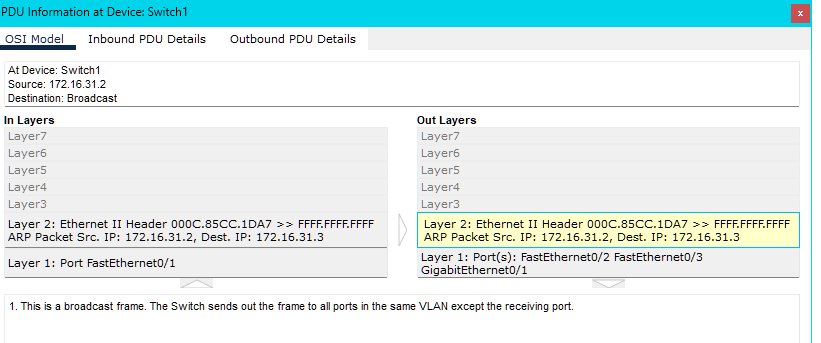 PDU Information at Device: Switch1
x
OSI Model Inbound PDU Details Outbound PDU Details
At Device: Switch1
Source: 172.16.31.2
Destination: Broadcast
In Layers
Layer7
Layer6
Layer5
Layer4
Layer3
Layer 2: Ethernet II Header 000C.85CC.1DA7 >> FFFF.FFFF.FFFF
ARP Packet Src. IP: 172.16.31.2, Dest. IP: 172.16.31.3
Layer 1: Port FastEthernet0/1
Out Layers
Layer7
Layer6
Layer5
Layer4
Layer3
Layer 2: Ethernet II Header 000C.85CC.1DA7 >> FFFF.FFFF.FFFF
ARP Packet Src. IP: 172.16.31.2, Dest. IP: 172.16.31.3
Layer 1: Port(s): FastEthernet0/2 FastEthernet0/3
GigabitEthernet0/1
1. This is a broadcast frame. The Switch sends out the frame to all ports in the same VLAN except the receiving port.